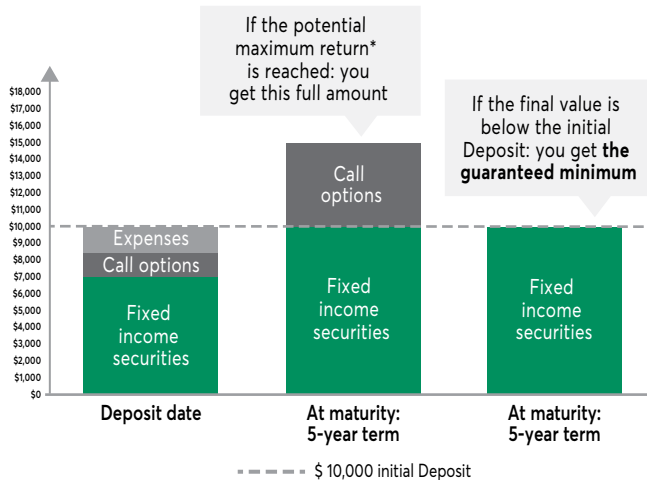 If the potential
maximum return*
is reached: you
get this full amount
If the final value is
below the initial
Deposit: you get the
guaranteed minimum
$18,000
$17,000
$16,000
$15,000
$14,000
$13,000
$12,000
$11,000
$10,000
$9,000
$8,000
$7,000
$6,000
$5,000
$4,000
$3,000
$2,000
$1,000
$0
Expenses
Call options
Fixed
income
securities
Call
options
Fixed
income
securities
Fixed
income
securities
Deposit date
At maturity:
5-year term
At maturity:
5-year term
$ 10,000 initial Deposit